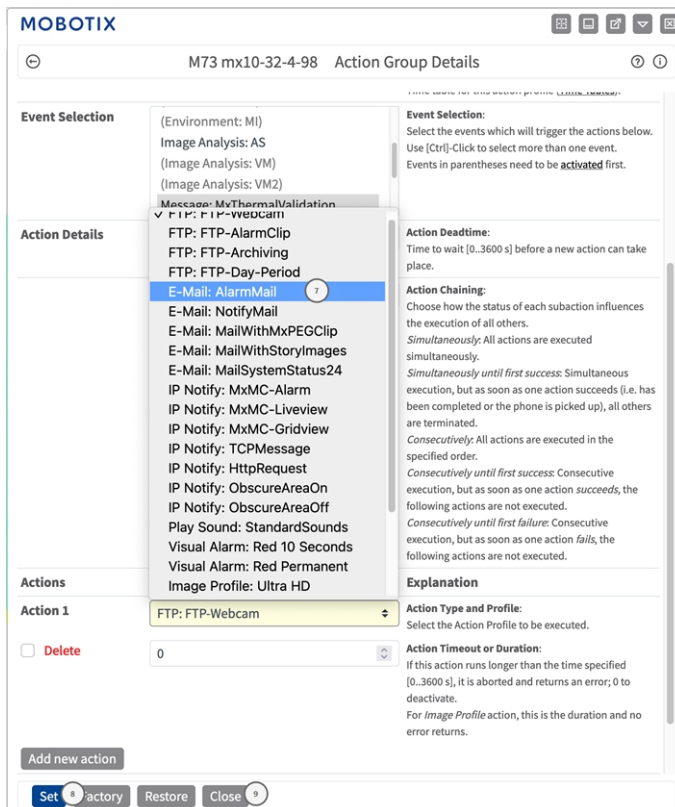 MOBOTIX
M73 mx10-32-4-98 Action Group Details
Time table for this action profile (Time Tables).
Event Selection
(Environment: MI)
Image Analysis: AS
(Image Analysis: VM)
(Image Analysis: VM2)
Message: MxThermalValidation
Event Selection:
Select the events which will trigger the actions below.
Use [Ctrl]-Click to select more than one event.
Events in parentheses need to be activated first.
Action Details
✓ FTP: FTP-Webcam
FTP: FTP-AlarmClip
FTP: FTP-Archiving
FTP: FTP-Day-Period
E-Mail: AlarmMail 7
E-Mail: NotifyMail
E-Mail: MailWithMxPEGClip
E-Mail: MailWithStoryImages
E-Mail: MailSystemStatus24
IP Notify: MxMC-Alarm
IP Notify: MxMC-Liveview
IP Notify: MxMC-Gridview
IP Notify: TCPMessage
IP Notify: HttpRequest
IP Notify: ObscureAreaOn
IP Notify: ObscureAreaOff
Play Sound: StandardSounds
Visual Alarm: Red 10 Seconds
Visual Alarm: Red Permanent
Image Profile: Ultra HD
Action Deadtime:
Time to wait [0..3600 s] before a new action can take
place.
Action Chaining:
Choose how the status of each subaction influences
the execution of all others.
Simultaneously: All actions are executed
simultaneously.
Simultaneously until first success: Simultaneous
execution, but as soon as one action succeeds (i.e. has
been completed or the phone is picked up), all others
are terminated.
Consecutively: All actions are executed in the
specified order.
Consecutively until first success: Consecutive
execution, but as soon as one action succeeds, the
following actions are not executed.
Consecutively until first failure: Consecutive
execution, but as soon as one action fails, the
following actions are not executed.
Actions
Explanation
Action 1
FTP: FTP-Webcam
Action Type and Profile:
Select the Action Profile to be executed.
Delete
0
Action Timeout or Duration:
If this action runs longer than the time specified
[0..3600 s], it is aborted and returns an error; 0 to
deactivate.
For Image Profile action, this is the duration and no
error returns.
Add new action
Set 8 Factory Restore Close 9